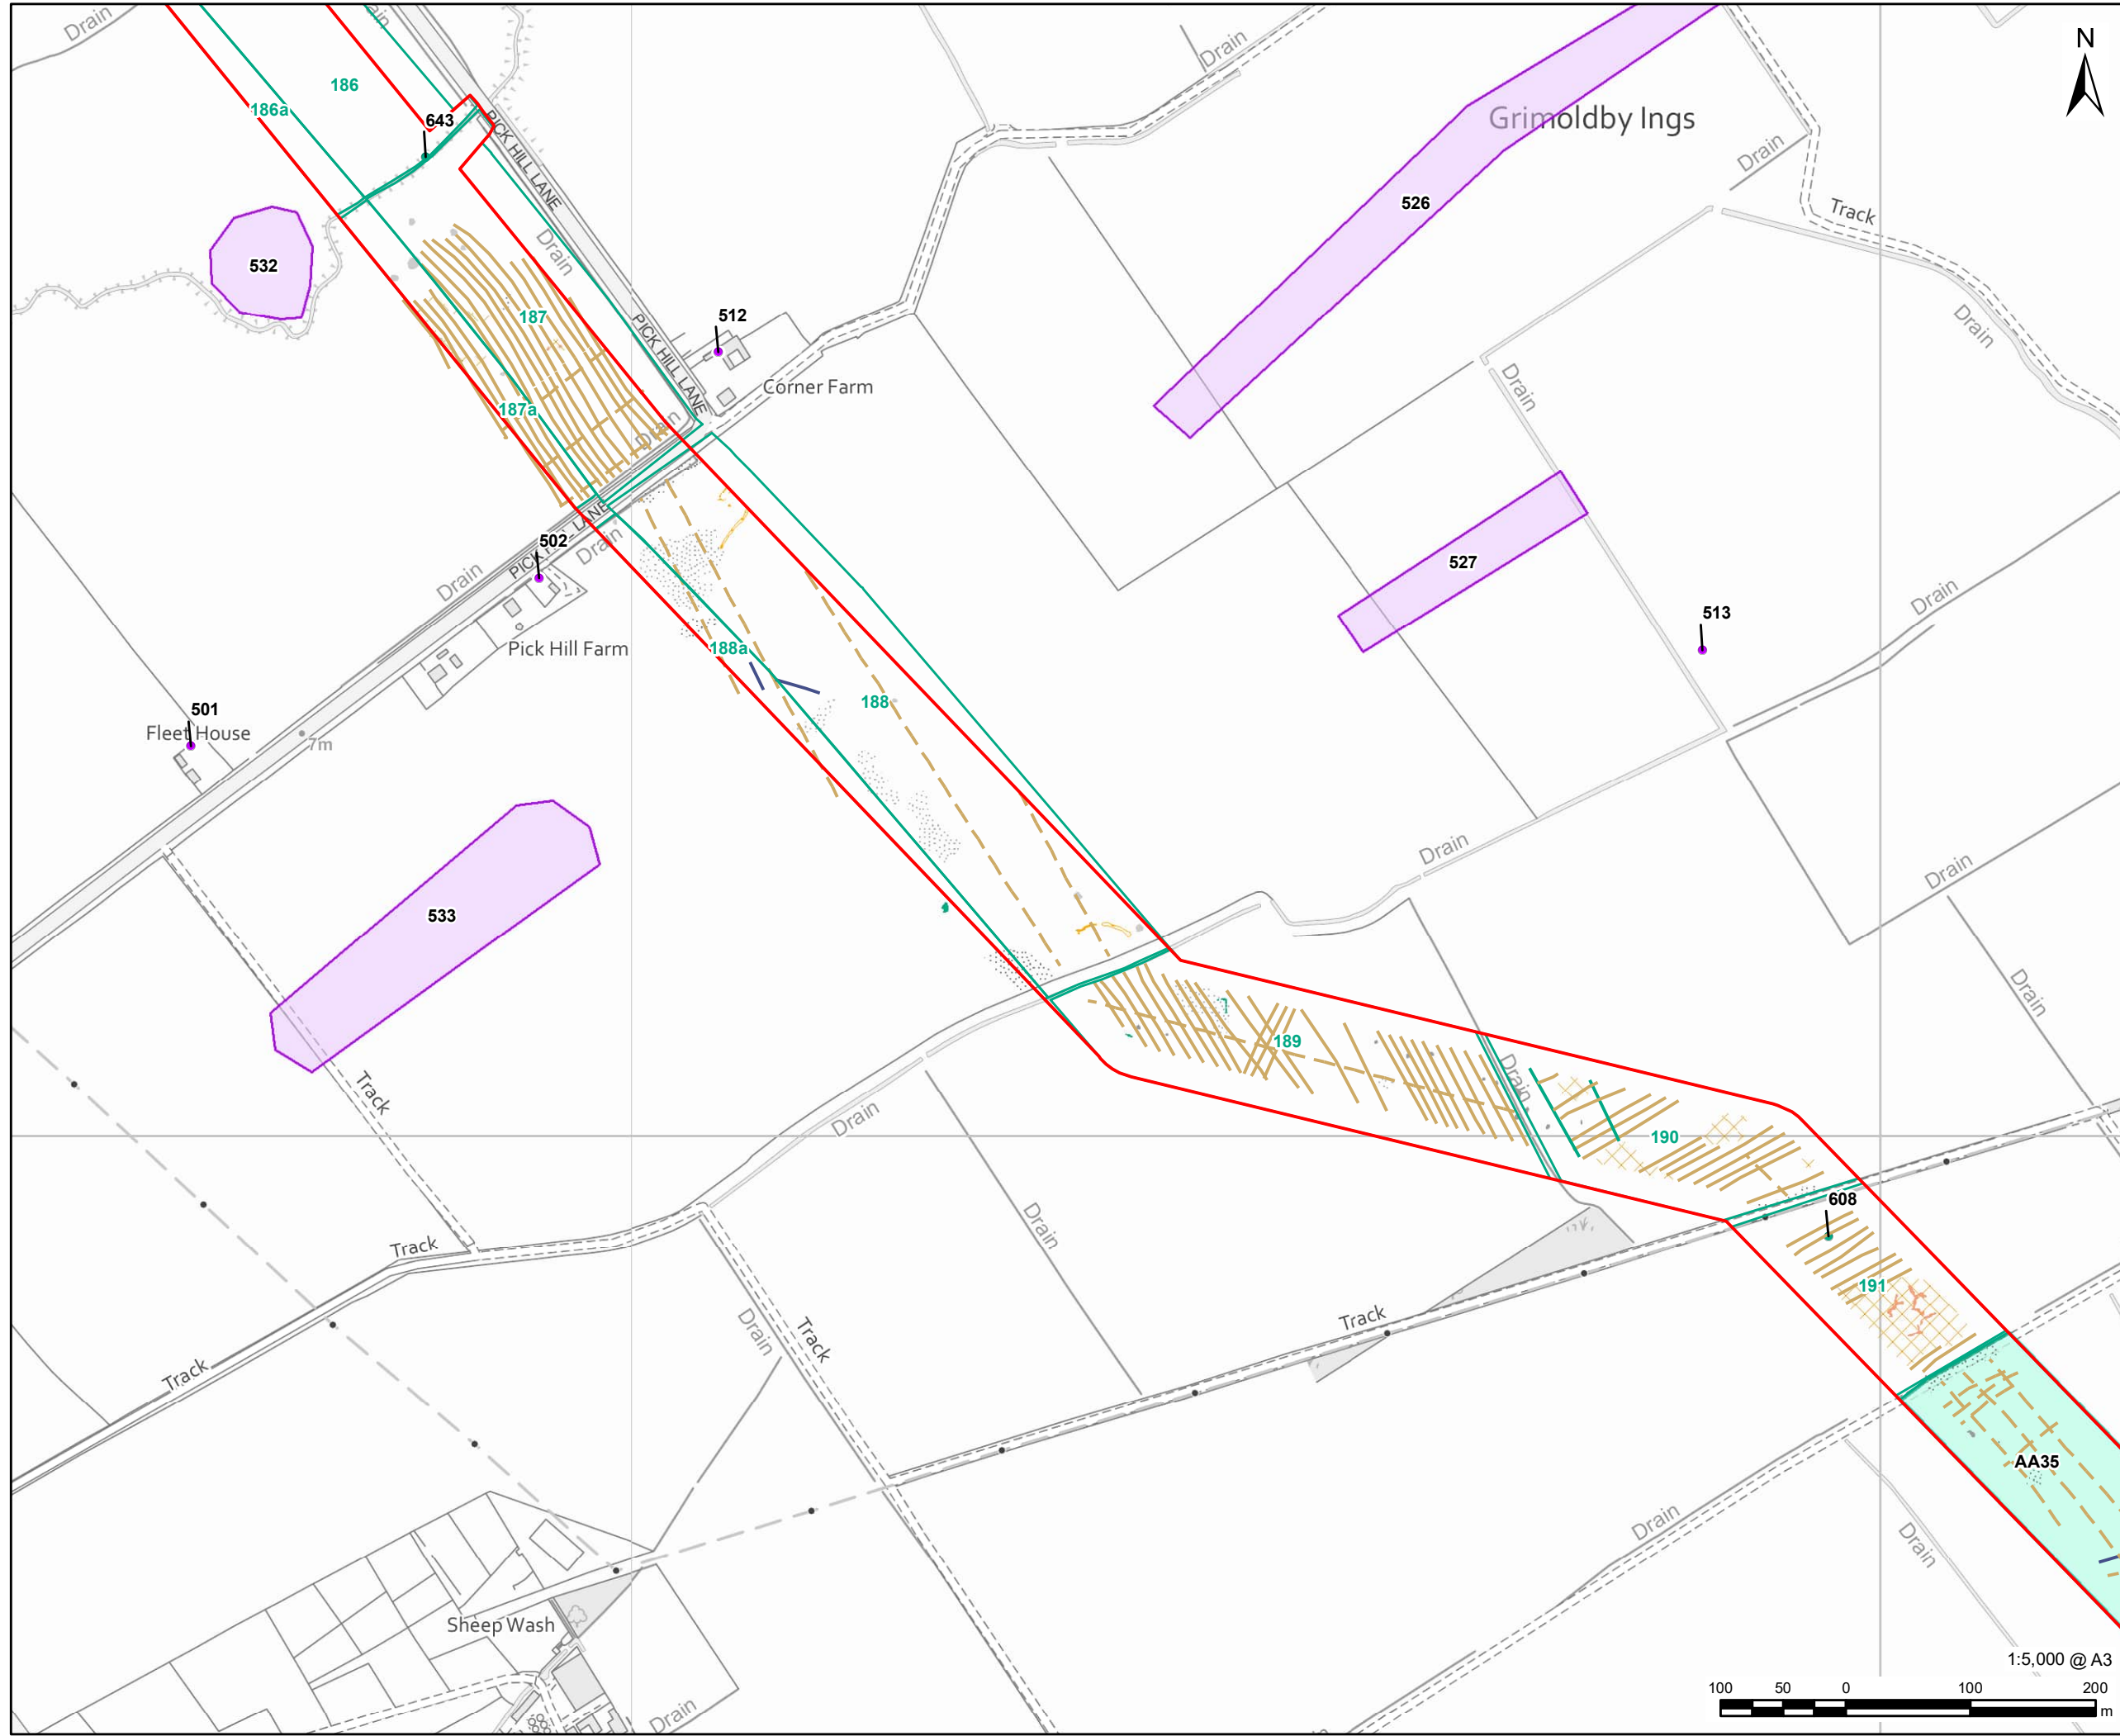 Drain
ain
Drain
N
186
186a
643
Grimoldby Ings
Drain
PICK HILL LANE
526
Track
532
Drain
187
512
PICK HILL LANE
Drain
Corner Farm
187a
Drain
Drain
PICK HILL LANE
502
Drain
Drain
527
Drain
513
Pick Hill Farm
188a
188
501
Fleet House
7m
Drain
Drain
533
Drain
189
Drain
Track
Drain
190
608
Drain
Track
191
Track
Drain
Track
Track
AA35
Drain
Drain
Sheep Wash
Drain
1:5,000 @ A3
100 50 0 100 200
m